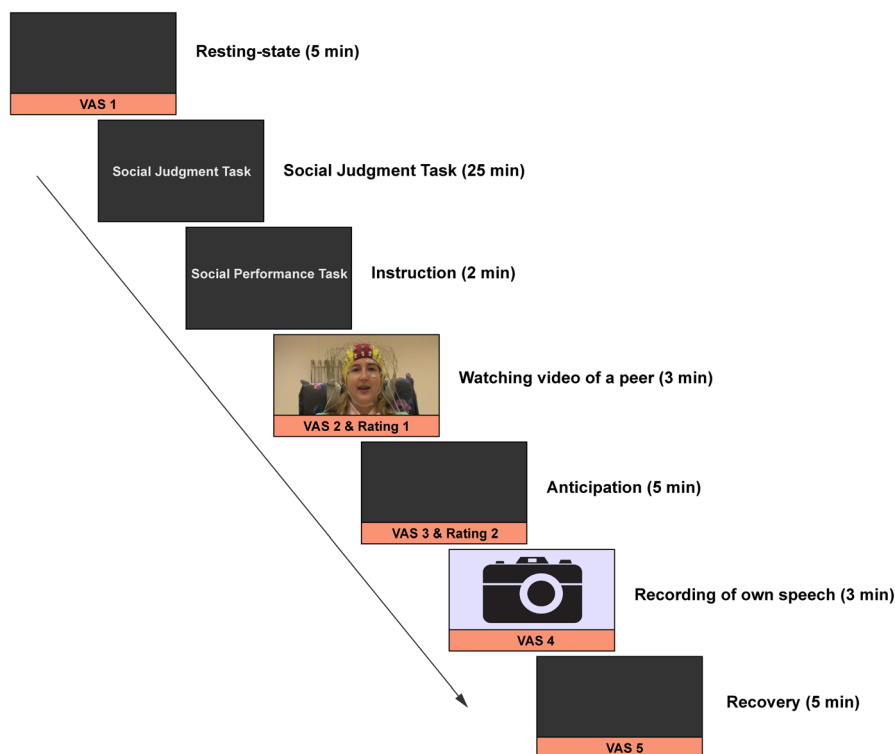 Resting-state (5 min)
VAS 1
Social Judgment Task
Social Judgment Task (25 min)
Social Performance Task
Instruction (2 min)
Watching video of a peer (3 min)
VAS 2 & Rating 1
Anticipation (5 min)
VAS 3 & Rating 2
Recording of own speech (3 min)
VAS 4
Recovery (5 min)
VAS 5